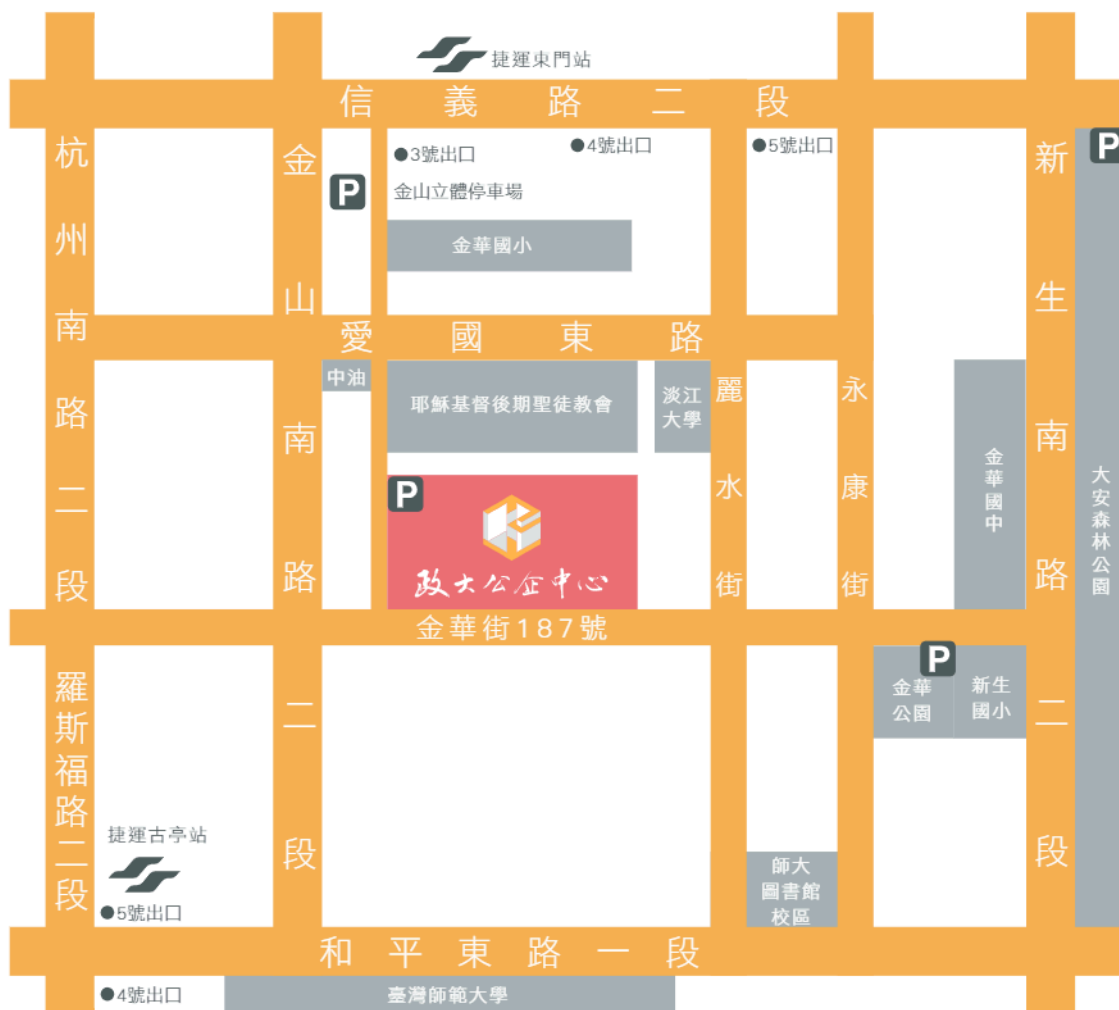 捷運東門站
信義路二段
杭州南路二段
金山南路二段
新生南路二段
●3號出口
●4號出口
●5號出口
P
P
金山立體停車場
金華國小
愛國東路
中油
耶穌基督後期聖徒教會
淡江
大學
麗水街
永康街
金華國中
大安森林公園
P
政大公企中心
金華街187號
羅斯福路二段
P
金華
公園
新生
國小
捷運古亭站
●5號出口
師大
圖書館
校區
和平東路一段
●4號出口
臺灣師範大學